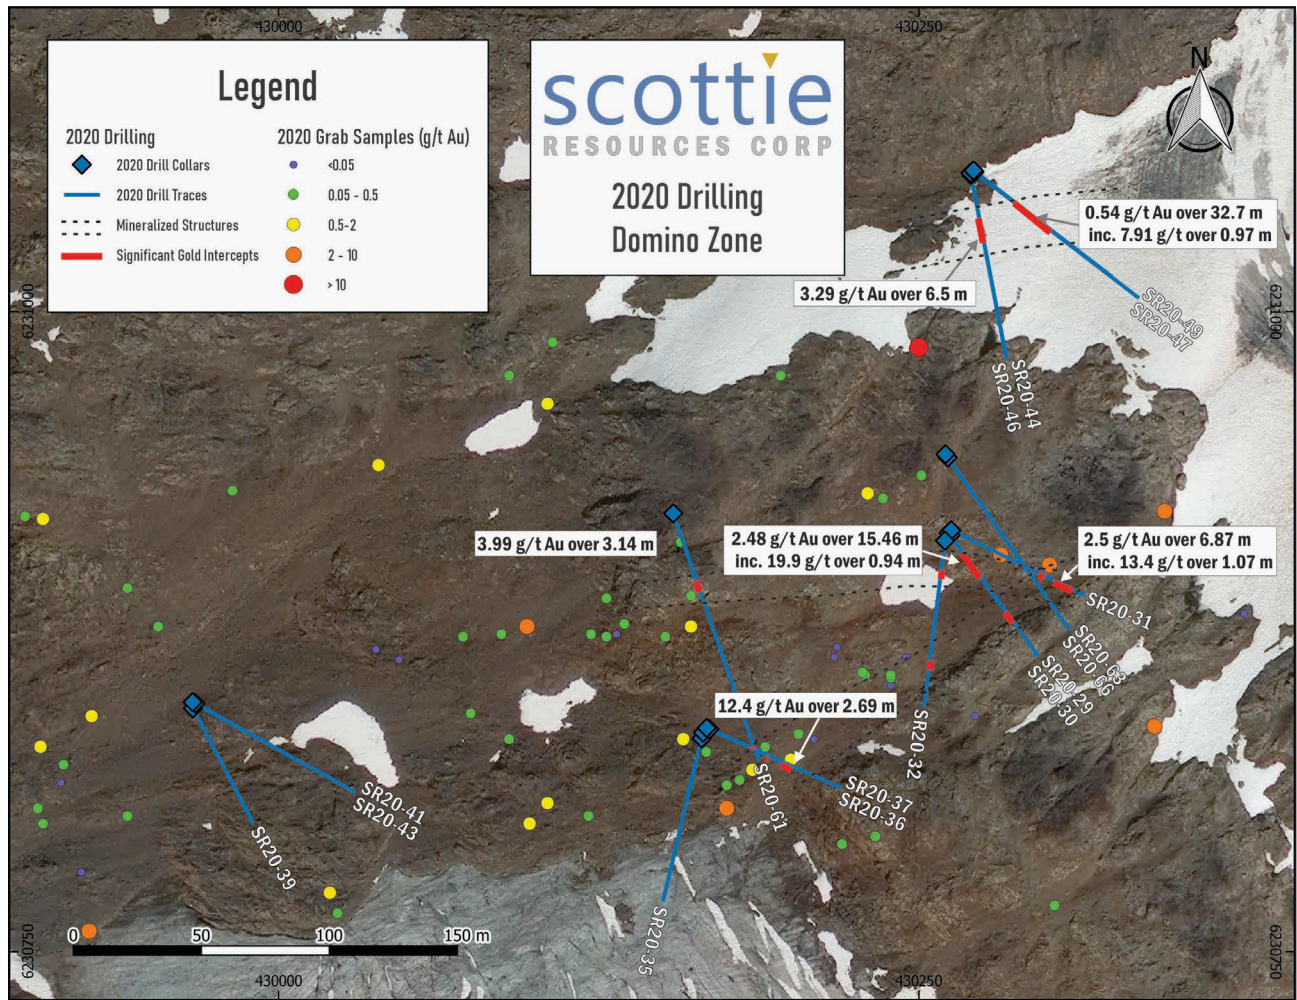 430000
430250
Legend
2020 Drilling
2020 Grab Samples (g/t Au)
2020 Drill Collars
<0.05
2020 Drill Traces
0.05 - 0.5
Mineralized Structures
0.5-2
Significant Gold Intercepts
2 - 10
> 10
scottie
RESOURCES CORP
2020 Drilling
Domino Zone
N
0.54 g/t Au over 32.7 m
inc. 7.91 g/t over 0.97 m
3.29 g/t Au over 6.5 m
SR20-49
SR20-47
6231000
6231000
SR20-44
SR20-46
3.99 g/t Au over 3.14 m
2.48 g/t Au over 15.46 m
inc. 19.9 g/t over 0.94 m
2.5 g/t Au over 6.87 m
inc. 13.4 g/t over 1.07 m
SR20-31
SR20-63
SR20-66
SR20-29
SR20-30
12.4 g/t Au over 2.69 m
SR20-32
SR20-37
SR20-36
SR20-61
SR20-41
SR20-43
SR20-39
SR20-35
0
50
100
150 m
6230750
6230750
430000
430250